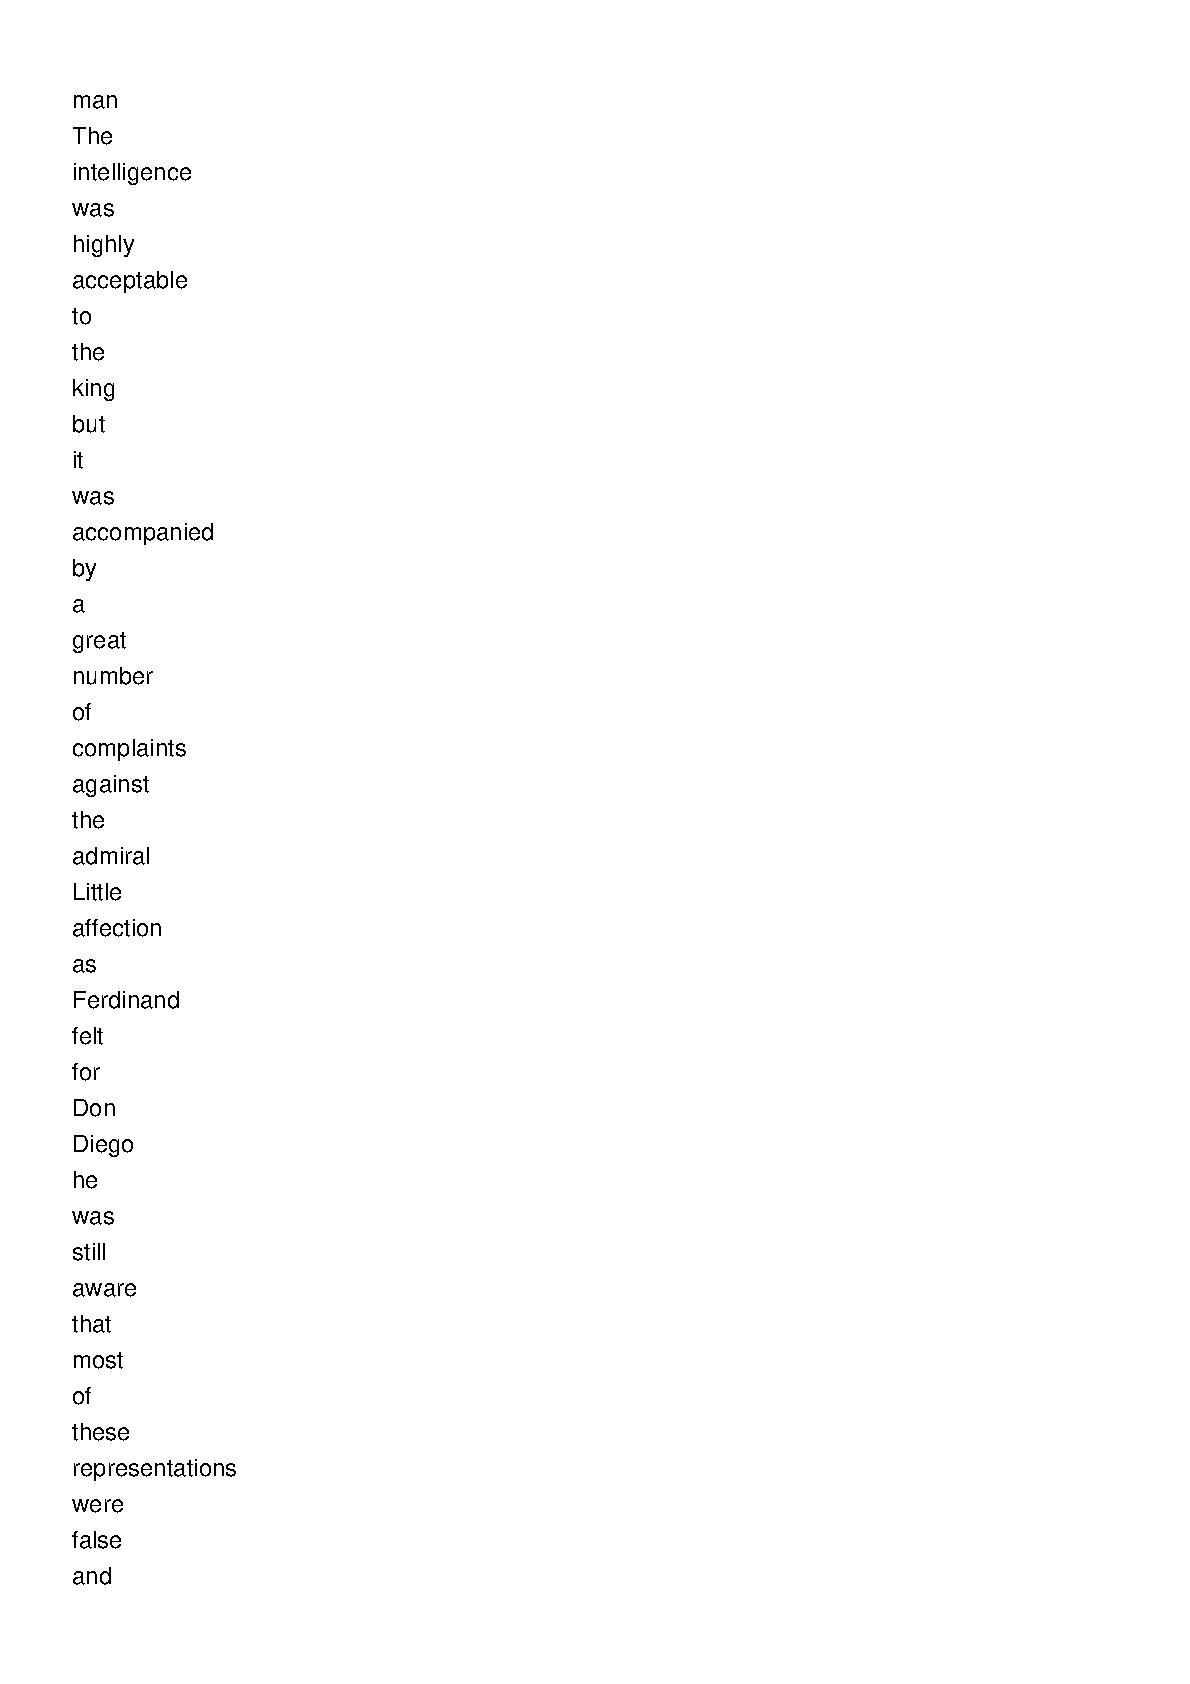 man
The
intelligence
was
highly
acceptable
to
the
king
but
it
was
accompanied
by
a
great
number
of
complaints
against
the
admiral
Little
affection
as
Ferdinand
felt
for
Don
Diego
he
was
still
aware
that
most
of
these
representations
were
false
and